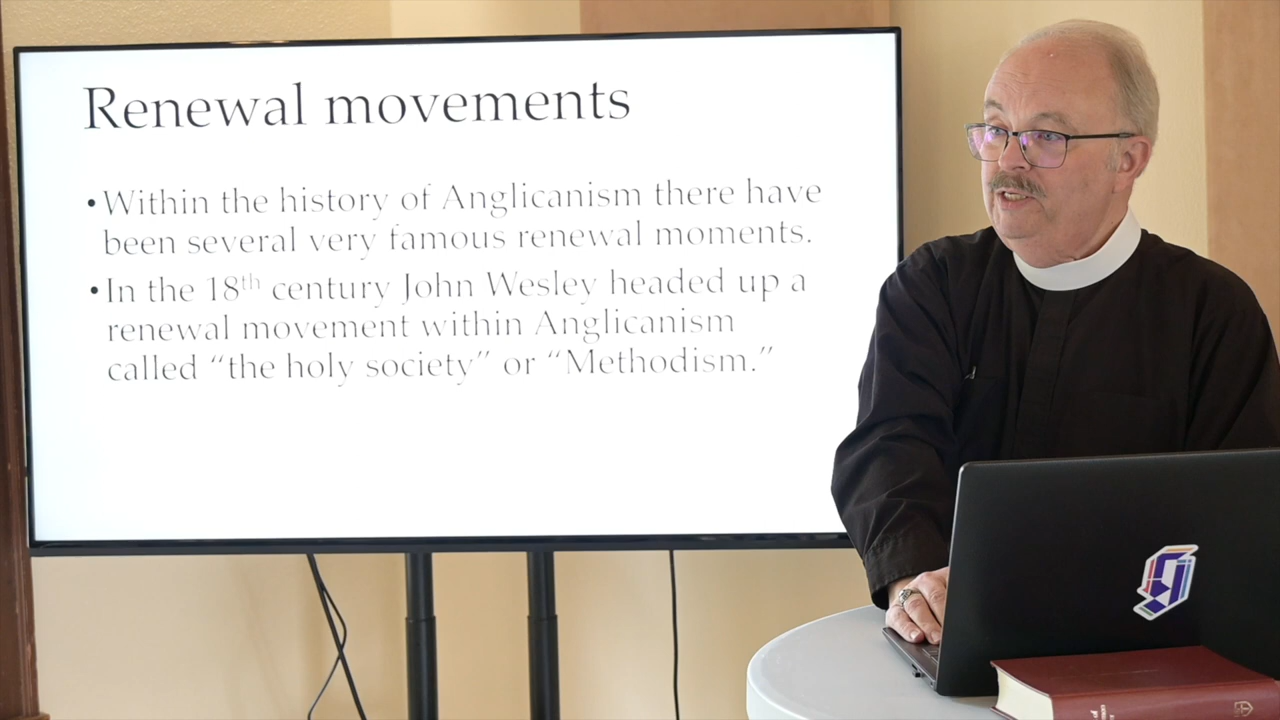 Renewal movements
• Within the history of Anglicanism there have
been several very famous renewal moments.
• In the 18th century John Wesley headed up a
renewal movement within Anglicanism
called “the holy society” or “Methodism.”